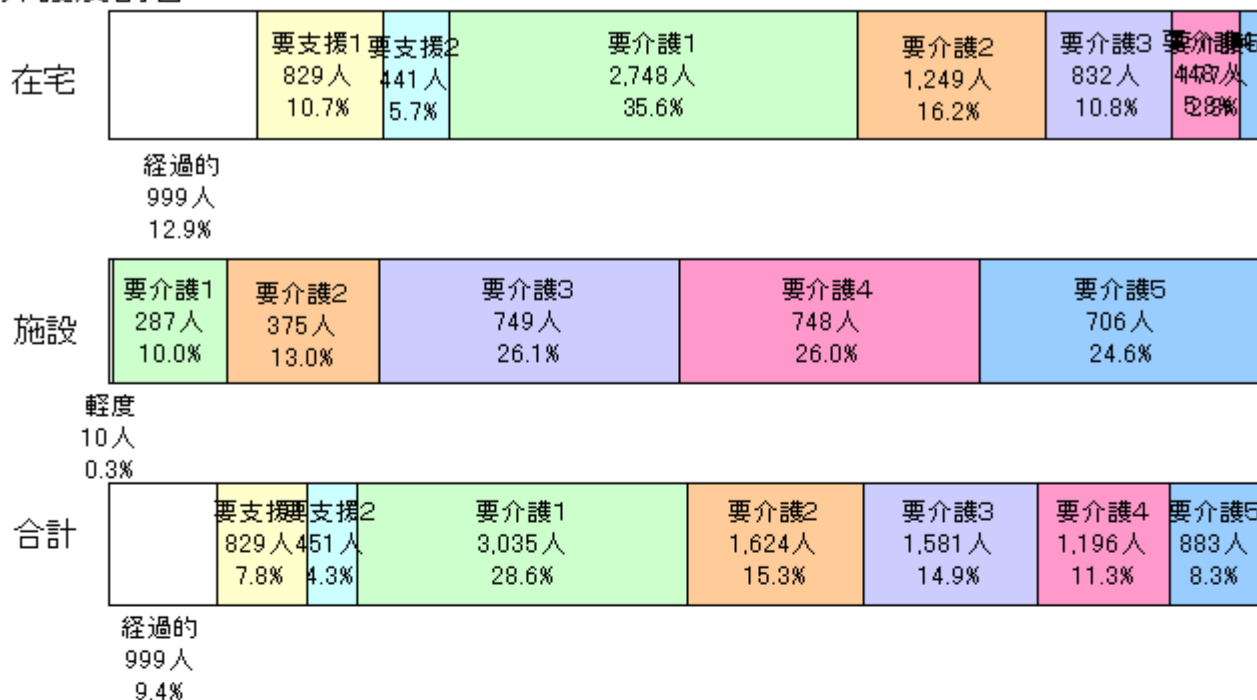 在宅
要支援1
829人
10.7%
要支援2
441人
5.7%
要介護1
2,748人
35.6%
要介護2
1,249人
16.2%
要介護3
832人
10.8%
経過的
999人
12.9%
施設
要介護1
287人
10.0%
要介護2
375人
13.0%
要介護3
749人
26.1%
要介護4
748人
26.0%
要介護5
706人
24.6%
軽度
10人
0.3%
合計
要支援
829人
7.8%
要支援2
451人
4.3%
要介護1
3,035人
28.6%
要介護2
1,624人
15.3%
要介護3
1,581人
14.9%
要介護4
1,196人
11.3%
要介護5
883人
8.3%
経過的
999人
9.4%